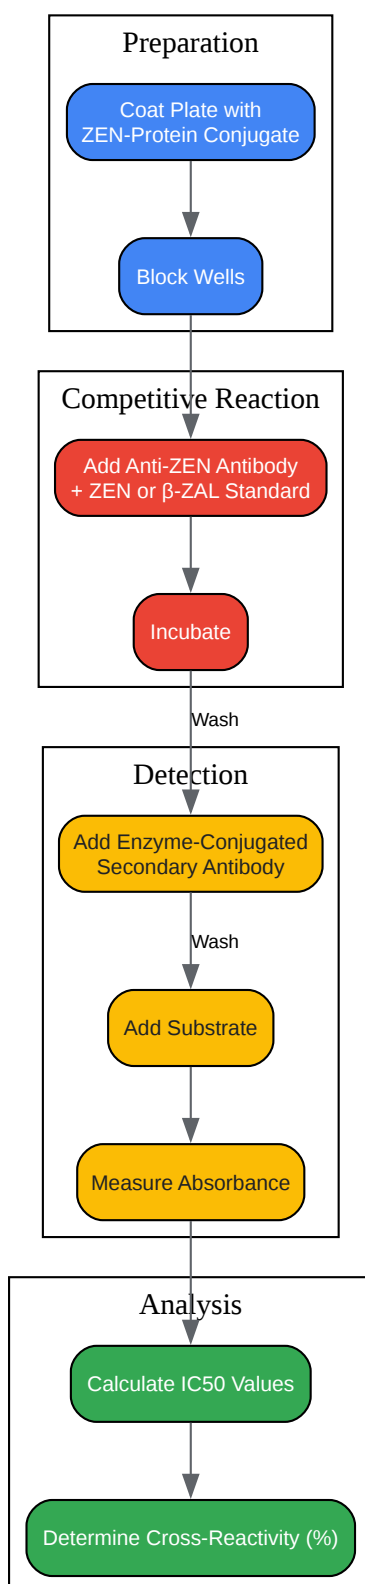 Preparation
Coat Plate with
ZEN-Protein Conjugate
Block Wells
Competitive Reaction
Add Anti-ZEN Antibody
+ ZEN or β-ZAL Standard
Incubate
Wash
Detection
Add Enzyme-Conjugated
Secondary Antibody
Wash
Add Substrate
Measure Absorbance
Analysis
Calculate IC50 Values
Determine Cross-Reactivity (%)